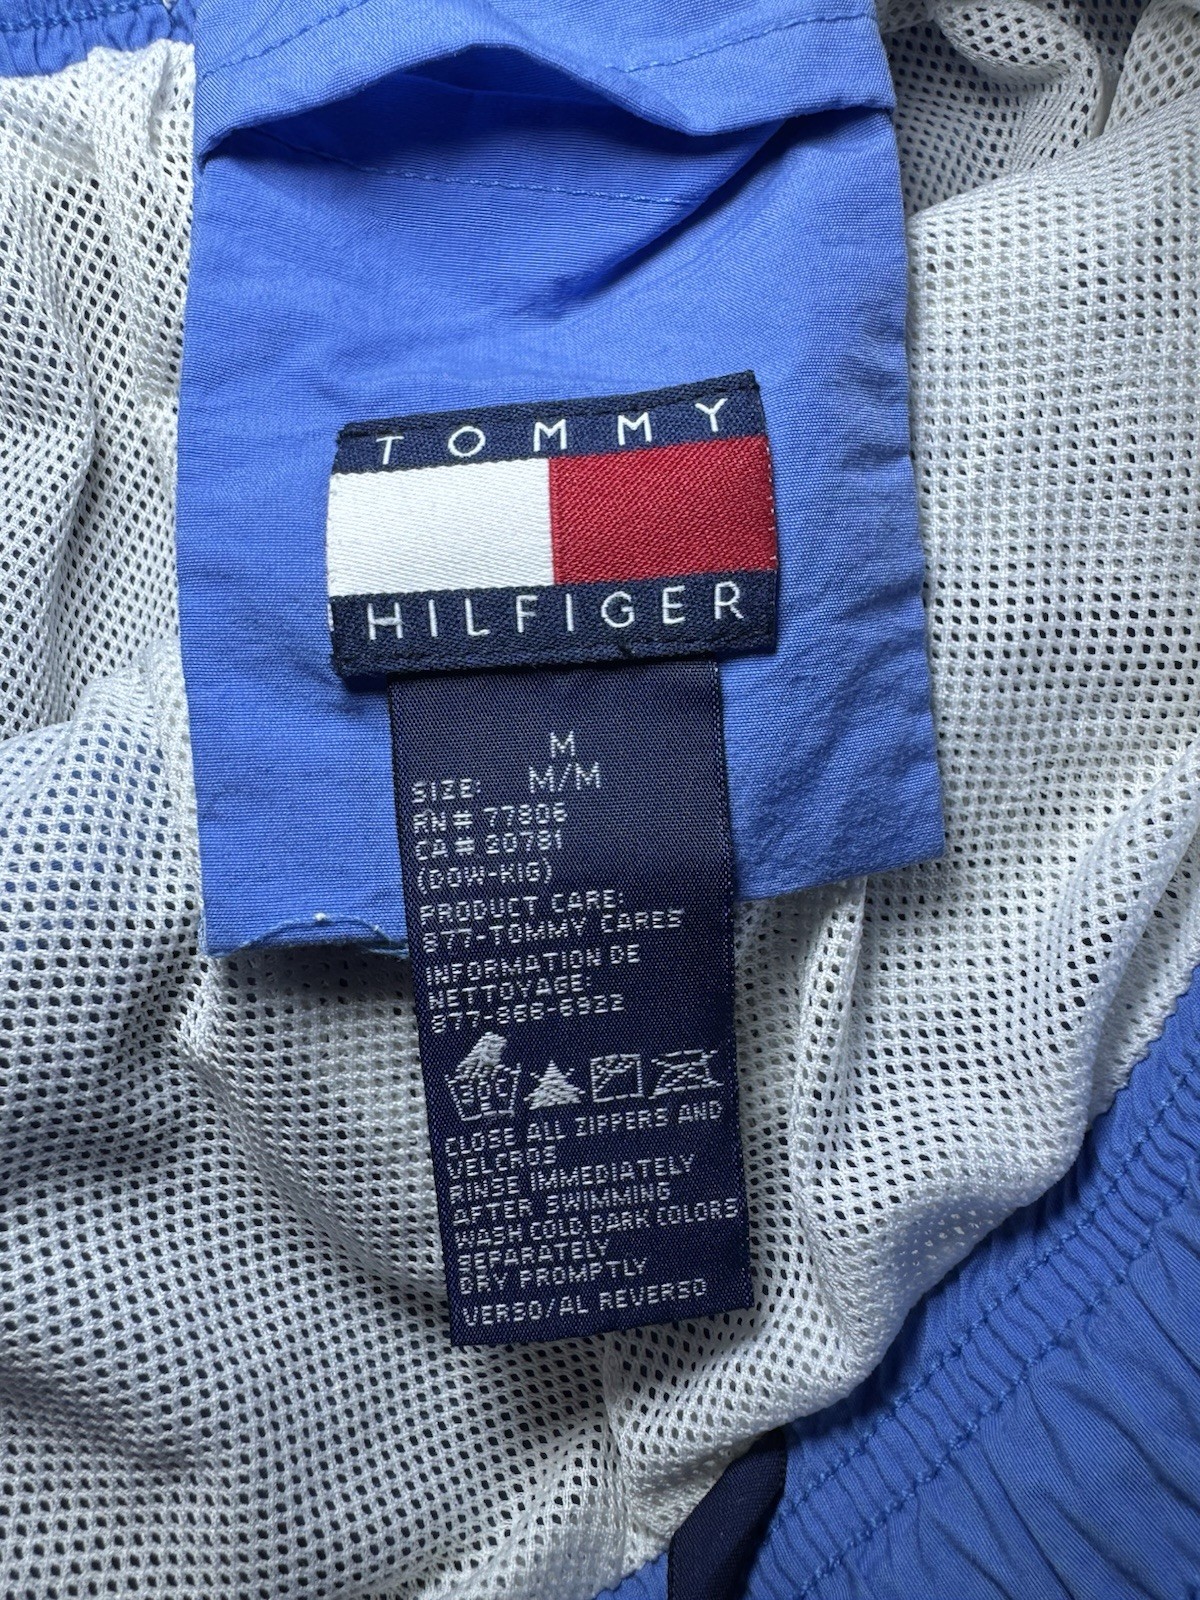 TOMMY
HILFIGER
M
SIZE: M/M
RN# 77806
CA# 20781
(DOW-KIG)
PRODUCT CARE:
877-TOMMY CARES
INFORMATION DE
NETTOYAGE:
877-866-6922
30C
CLOSE ALL ZIPPERS AND
VELCROS
RINSE IMMEDIATELY
AFTER SWIMMING
WASH COLD,DARK COLORS
SEPARATELY
DRY PROMPTLY
VERSO/AL REVERSO